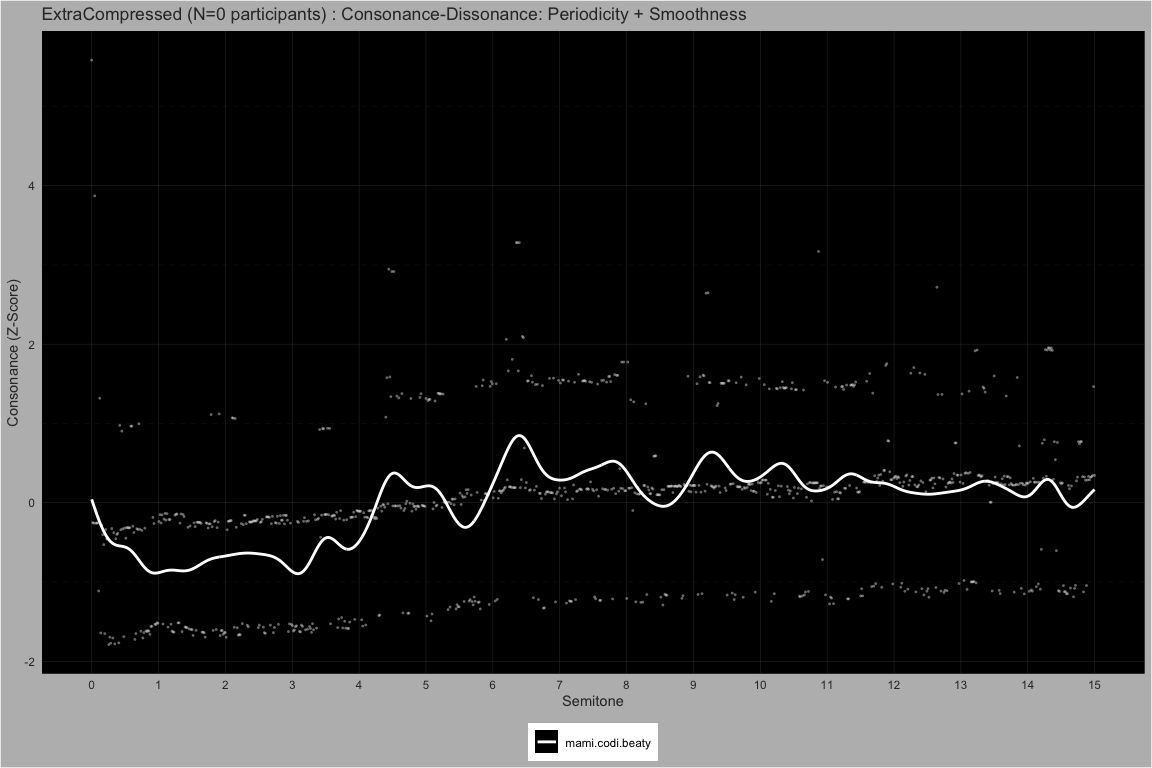 ExtraCompressed (N=0 participants) : Consonance-Dissonance: Periodicity + Smoothness
Consonance (Z-Score)
4
2
0
-2
0 1 2 3 4 5 6 7 8 9 10 11 12 13 14 15
Semitone
mami.codi.beaty